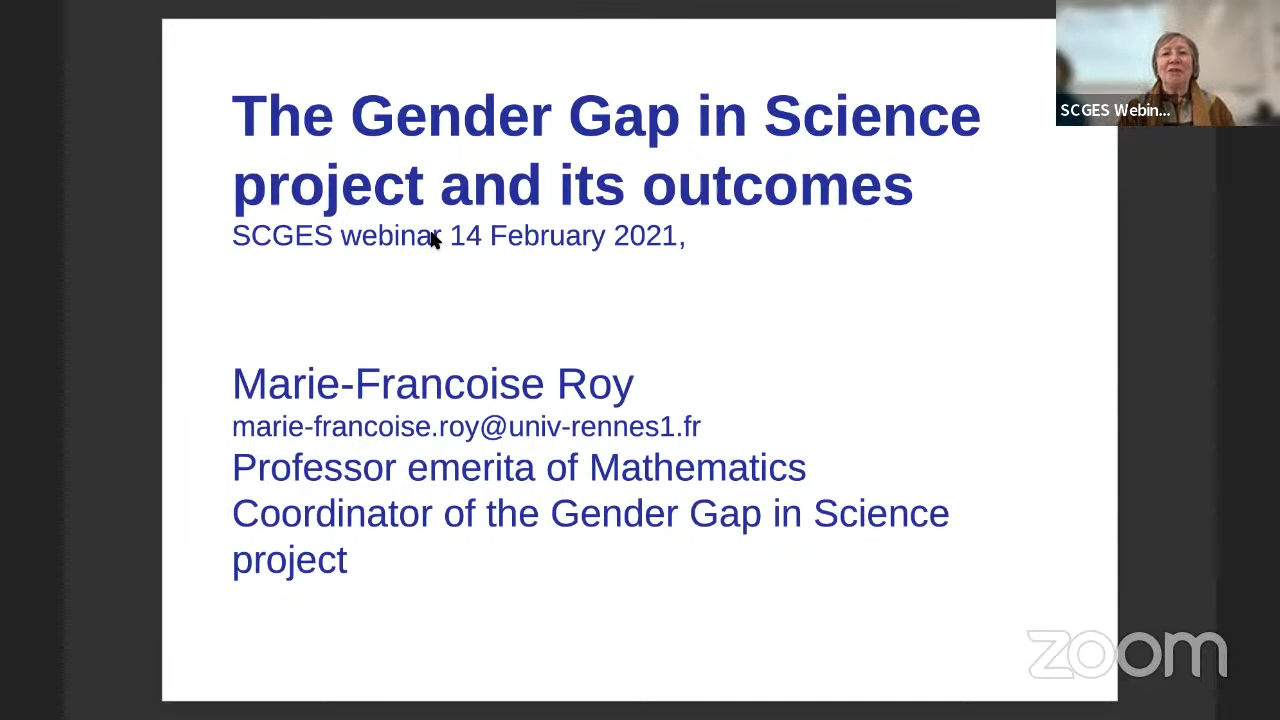 The Gender Gap in Science
project and its outcomes
SCGES webinar 14 February 2021,
Marie-Francoise Roy
marie-francoise.roy@univ-rennes1.fr
Professor emerita of Mathematics
Coordinator of the Gender Gap in Science
project
SCGES Webin...
zoom